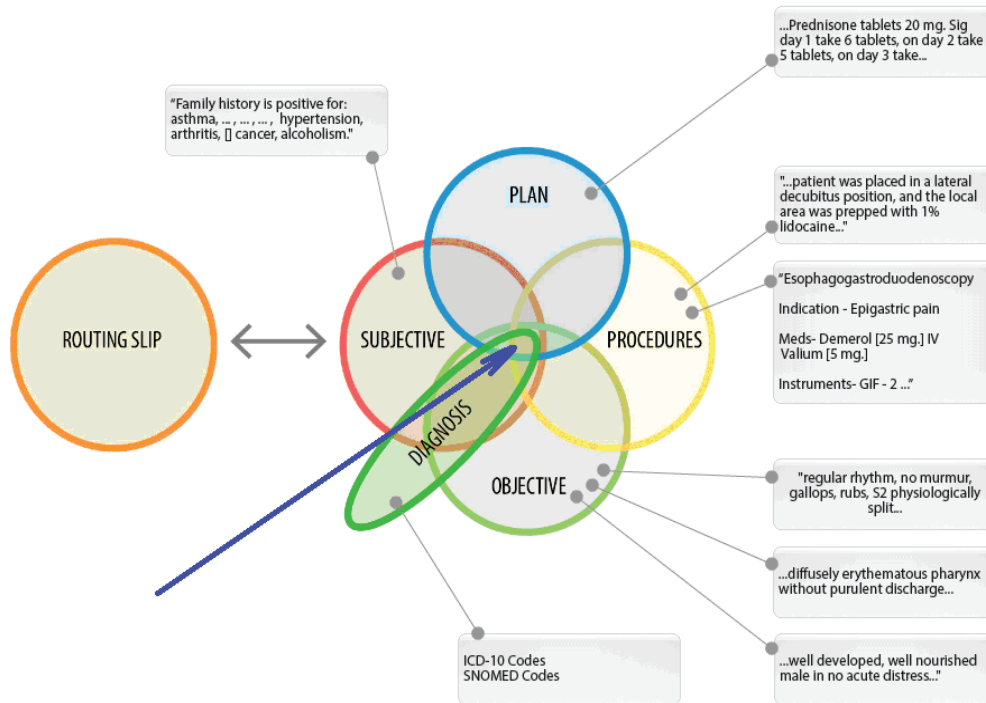 ...Prednisone tablets 20 mg. Sig
day 1 take 6 tablets, on day 2 take
5 tablets, on day 3 take...
"Family history is positive for:
asthma, ... , ... , ... , hypertension,
arthritis, [] cancer, alcoholism."
PLAN
"...patient was placed in a lateral
decubitus position, and the local
area was prepped with 1%
lidocaine..."
"Esophagogastroduodenoscopy
Indication - Epigastric pain
Meds- Demerol [25 mg.] IV
Valium [5 mg.]
Instruments- GIF - 2 ..."
ROUTING SLIP
SUBJECTIVE
PROCEDURES
DIAGNOSIS
OBJECTIVE
"regular rhythm, no murmur,
gallops, rubs, S2 physiologically
split...
...diffusely erythematous pharynx
without purulent discharge...
...well developed, well nourished
male in no acute distress..."
ICD-10 Codes
SNOMED Codes